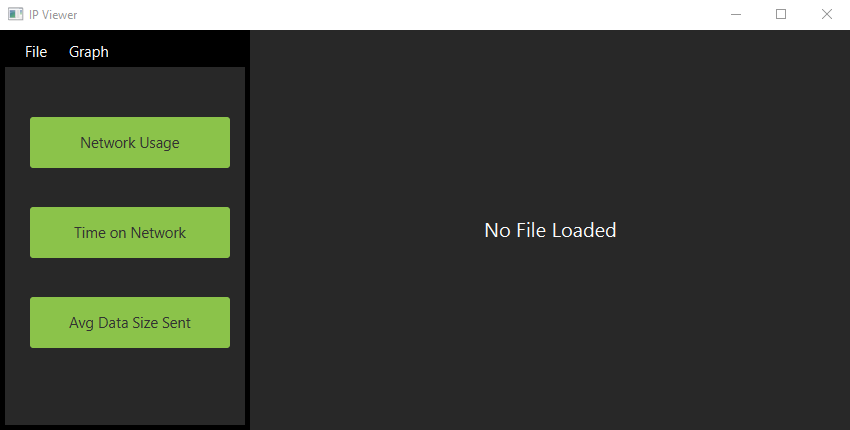 IP Viewer
File Graph
Network Usage
Time on Network
Avg Data Size Sent
No File Loaded